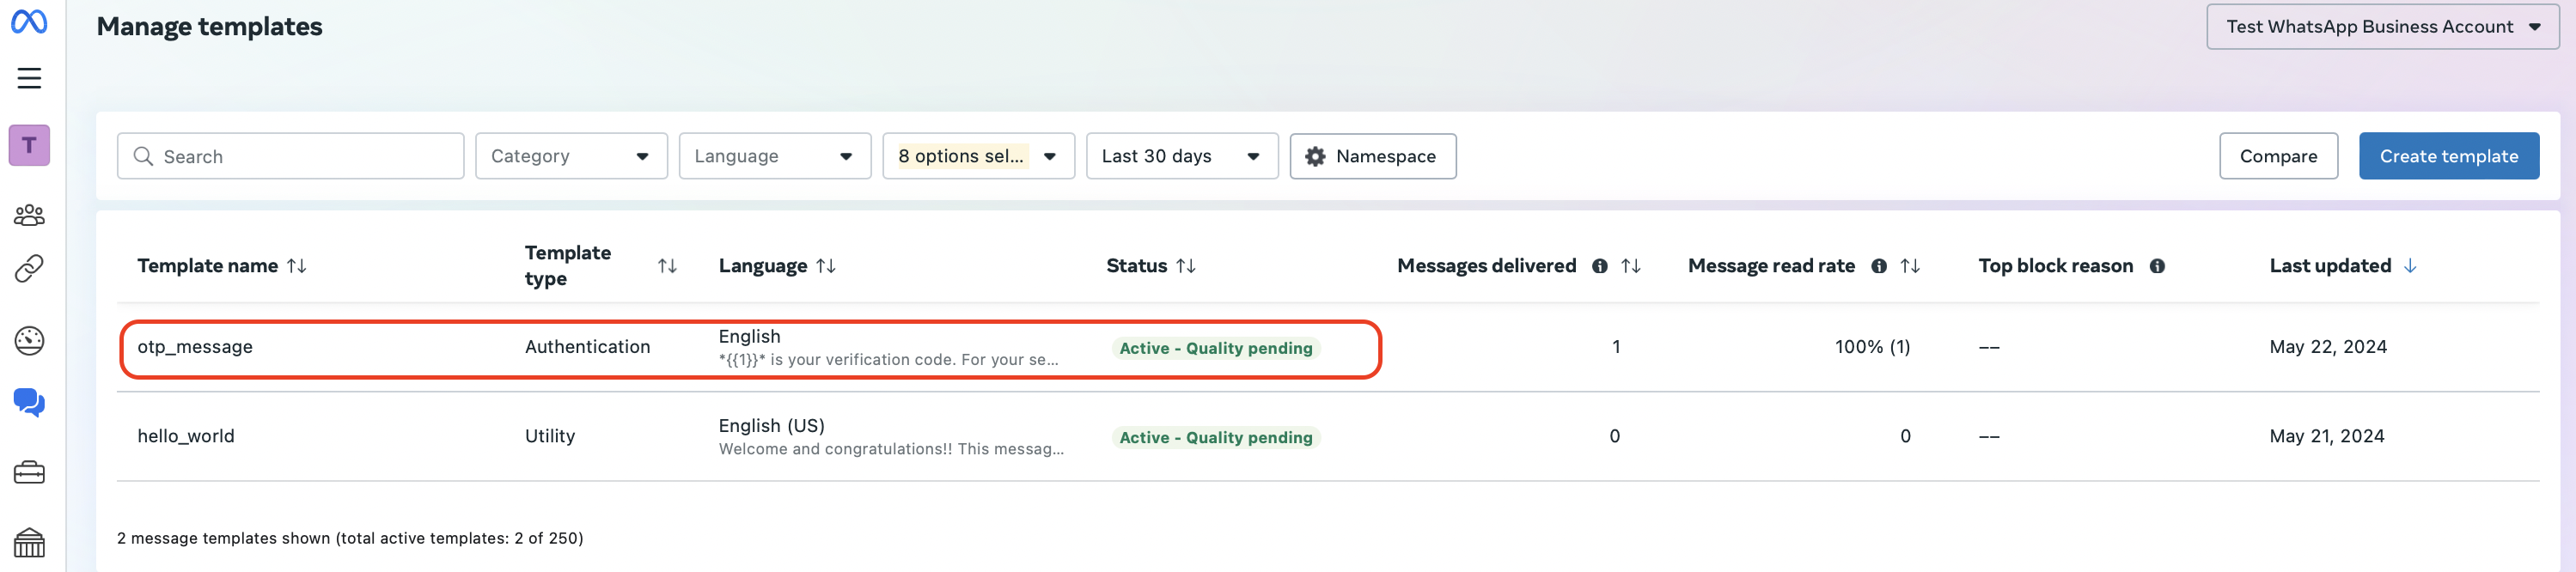 Manage templates
Test WhatsApp Business Account
T
Search
Category
Language
8 options sel...
Last 30 days
Namespace
Compare
Create template
Template name
Template
type
Language
Status
Messages delivered
Message read rate
Top block reason
Last updated
otp_message
Authentication
English
*{{1}}* is your verification code. For your se...
Active - Quality pending
1
100% (1)
––
May 22, 2024
hello_world
Utility
English (US)
Welcome and congratulations!! This messag...
Active - Quality pending
0
0
––
May 21, 2024
2 message templates shown (total active templates: 2 of 250)